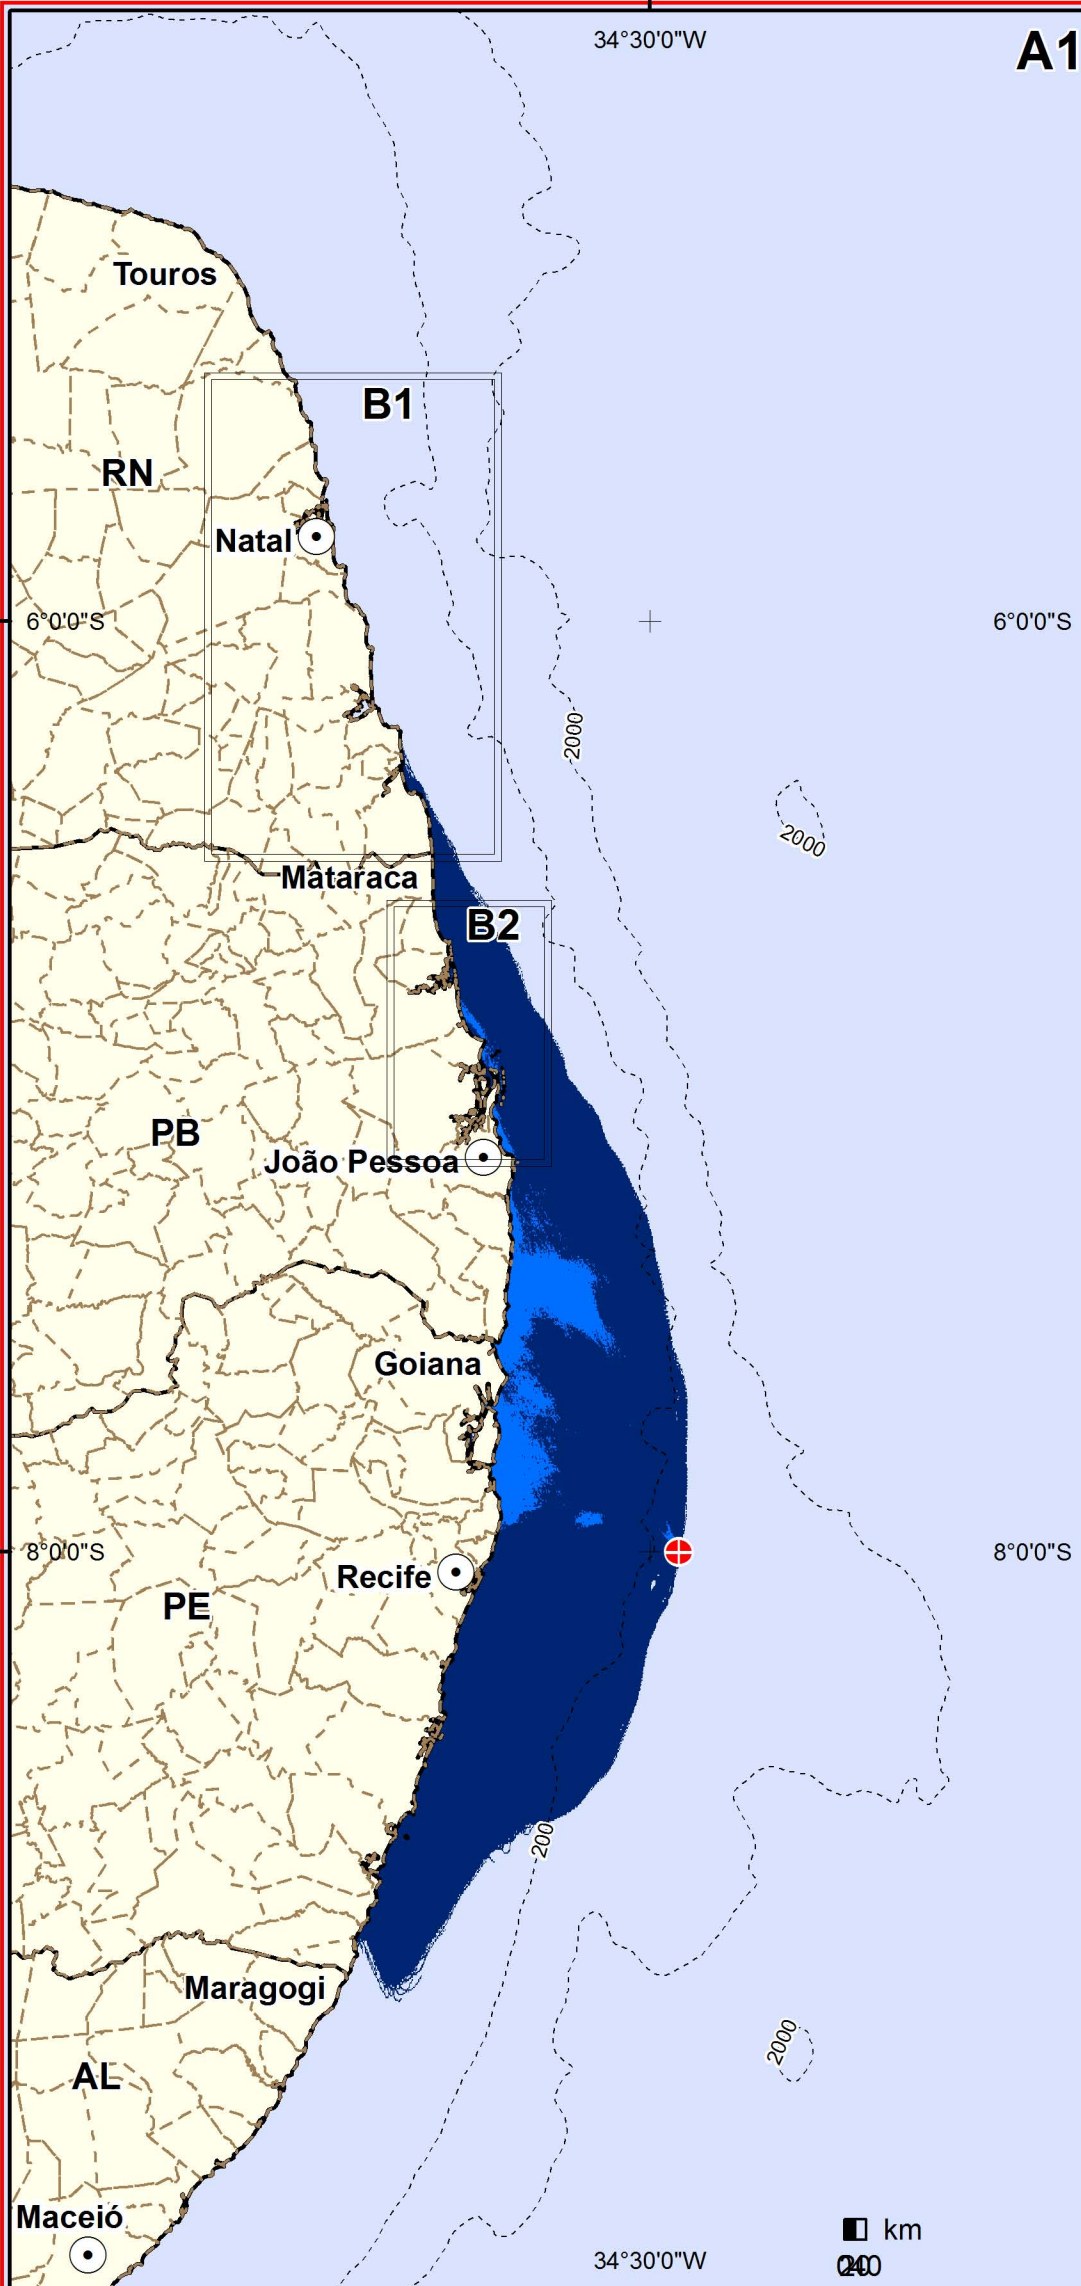 34°30'0"W
A1
Touros
B1
RN
Natal
6°0'0"S
6°0'0"S
2000
2000
Mataraca
B2
PB
João Pessoa
Goiana
8°0'0"S
8°0'0"S
Recife
PE
200
Maragogi
2000
AL
Maceió
km
34°30'0"W